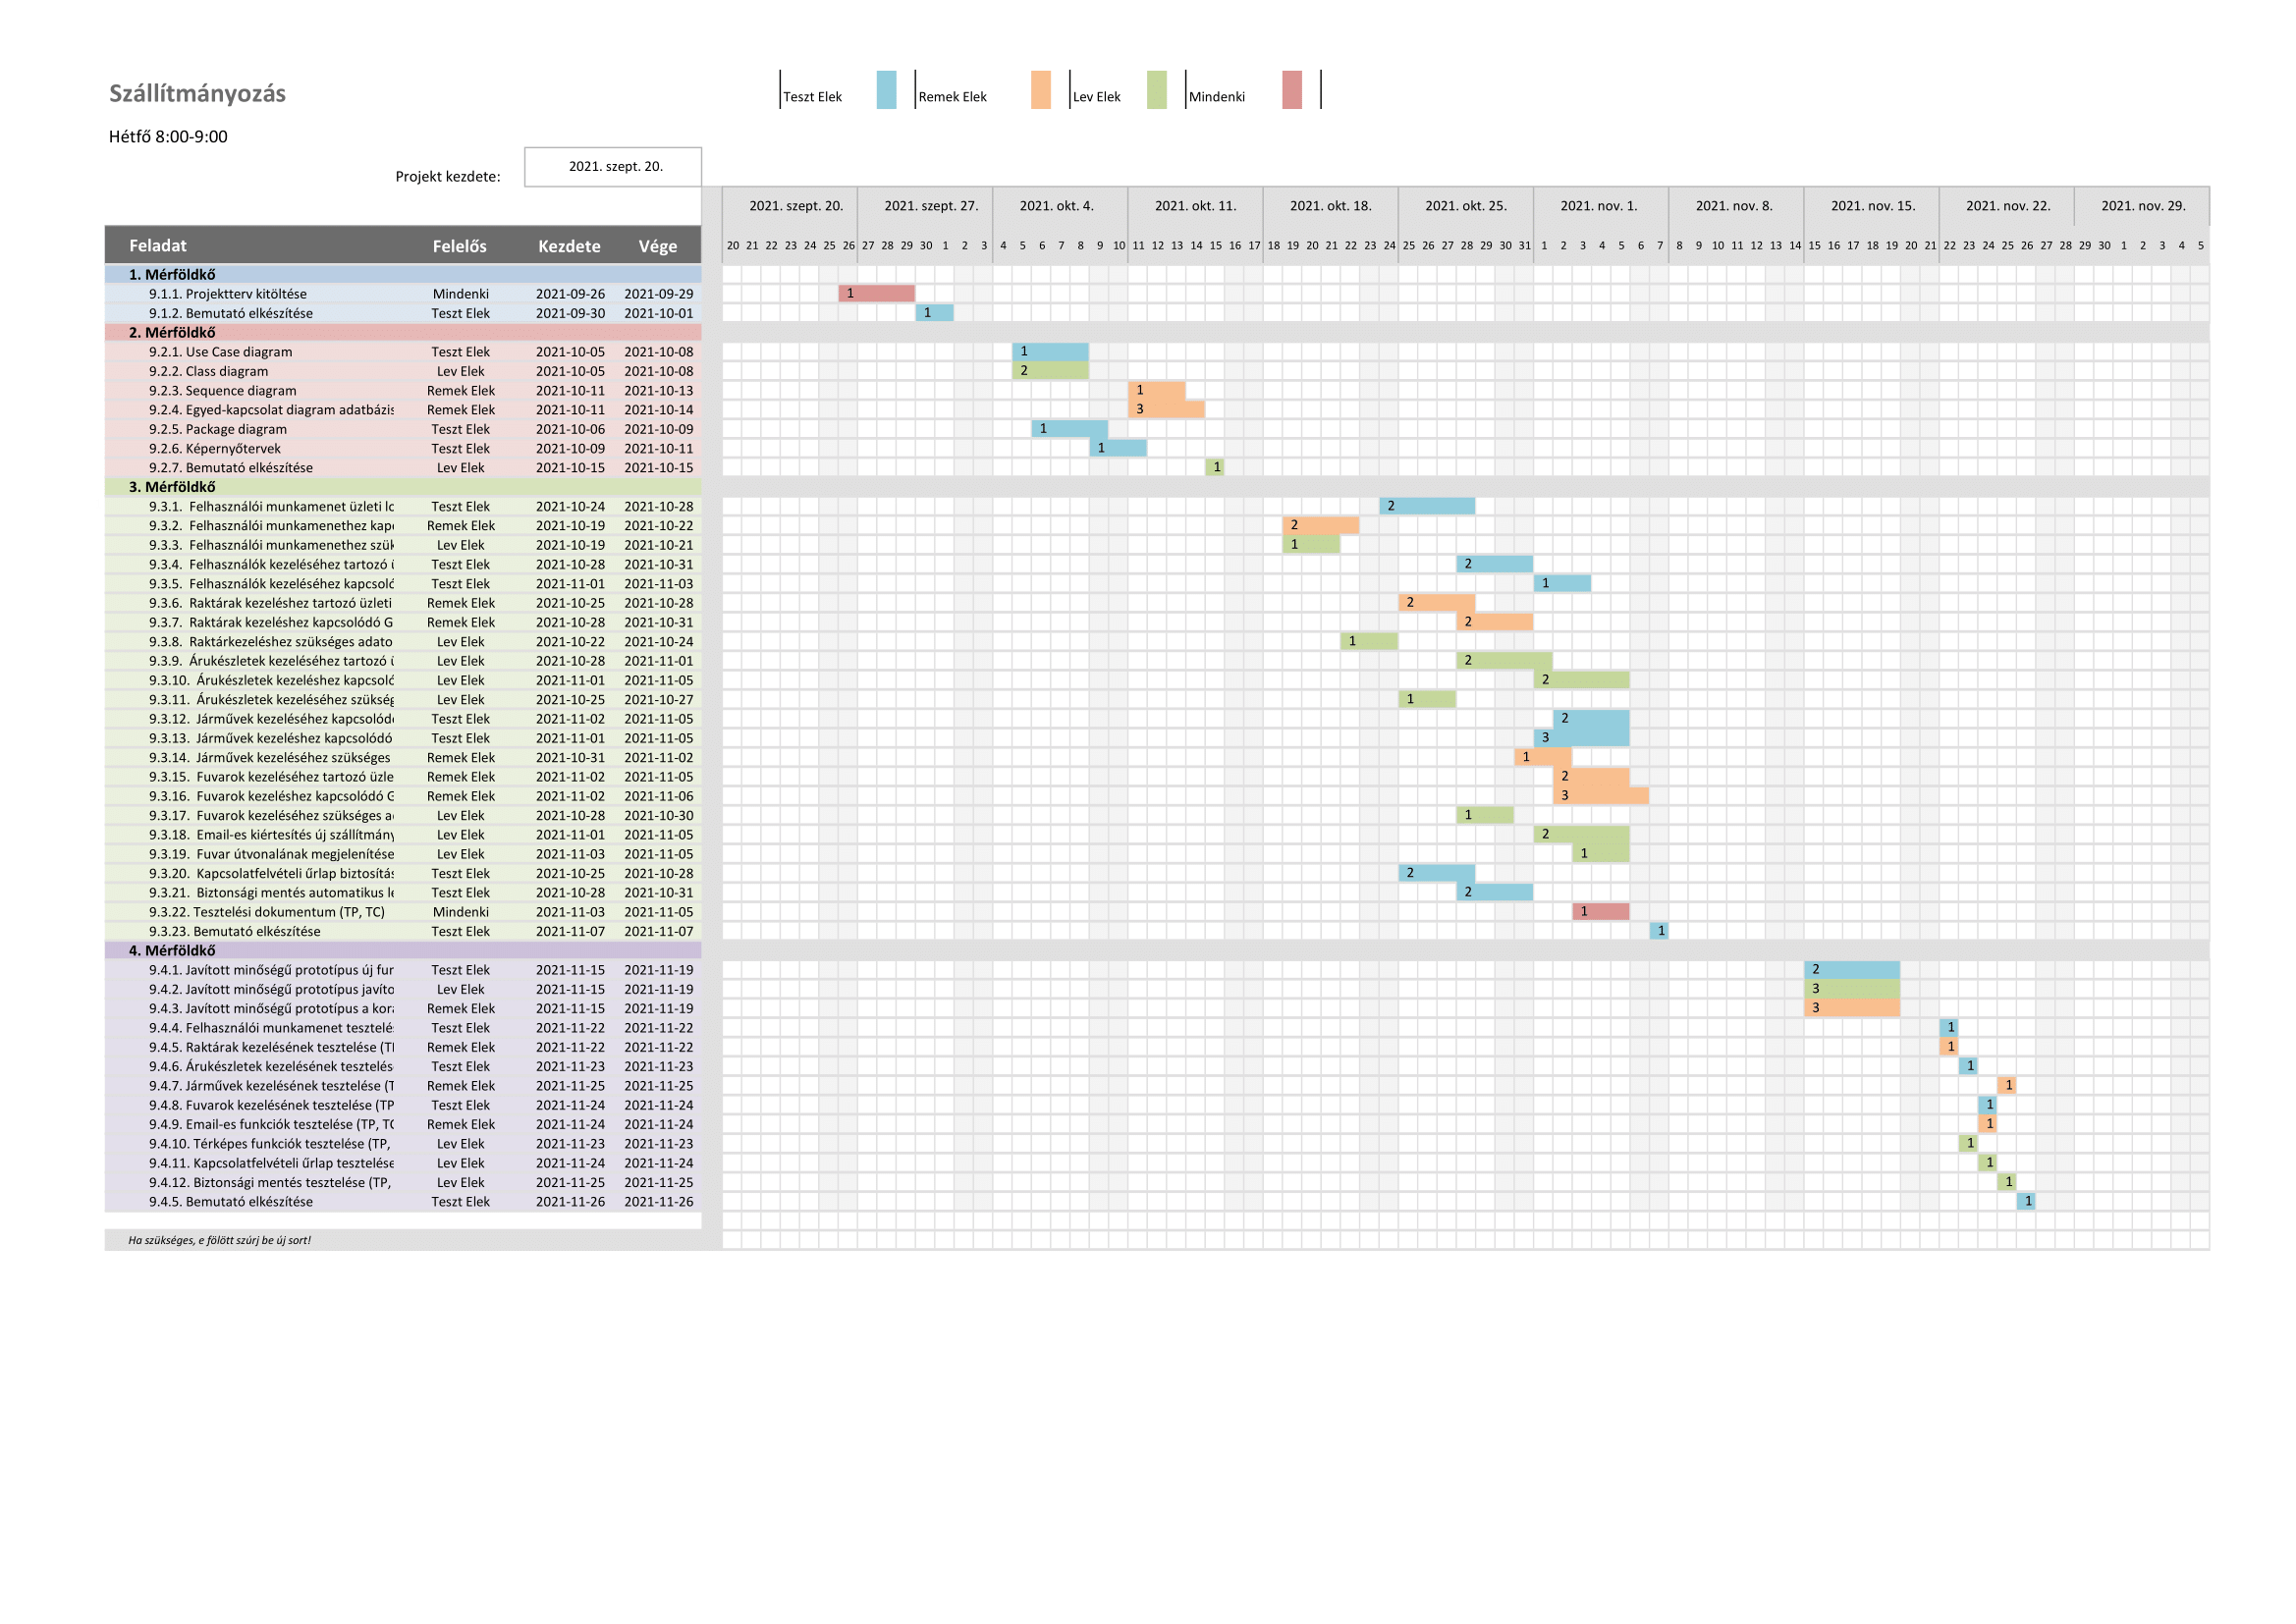 Szállítmányozás
Teszt Elek Remek Elek Lev Elek Mindenki
Hétfő 8:00-9:00
Projekt kezdete: 2021. szept. 20.
2021. szept. 20. 2021. szept. 27. 2021. okt. 4. 2021. okt. 11. 2021. okt. 18. 2021. okt. 25. 2021. nov. 1. 2021. nov. 8. 2021. nov. 15. 2021. nov. 22. 2021. nov. 29.
Feladat Felelős Kezdete Vége 20 21 22 23 24 25 26 27 28 29 30 1 2 3 4 5 6 7 8 9 10 11 12 13 14 15 16 17 18 19 20 21 22 23 24 25 26 27 28 29 30 31 1 2 3 4 5 6 7 8 9 10 11 12 13 14 15 16 17 18 19 20 21 22 23 24 25 26 27 28 29 30 1 2 3 4 5
1. Mérföldkő
9.1.1. Projektterv kitöltése Mindenki 2021-09-26 2021-09-29 1
9.1.2. Bemutató elkészítése Teszt Elek 2021-09-30 2021-10-01 1
2. Mérföldkő
9.2.1. Use Case diagram Teszt Elek 2021-10-05 2021-10-08 1
9.2.2. Class diagram Lev Elek 2021-10-05 2021-10-08 2
9.2.3. Sequence diagram Remek Elek 2021-10-11 2021-10-13 1
9.2.4. Egyed-kapcsolat diagram adatbázis Remek Elek 2021-10-11 2021-10-14 3
9.2.5. Package diagram Teszt Elek 2021-10-06 2021-10-09 1
9.2.6. Képernyőtervek Teszt Elek 2021-10-09 2021-10-11 1
9.2.7. Bemutató elkészítése Lev Elek 2021-10-15 2021-10-15 1
3. Mérföldkő
9.3.1. Felhasználói munkamenet üzleti Teszt Elek 2021-10-24 2021-10-28 2
9.3.2. Felhasználói munkamenethez Remek Elek 2021-10-19 2021-10-22 2
9.3.3. Felhasználói munkamenethez Lev Elek 2021-10-19 2021-10-21 1
9.3.4. Felhasználók kezeléséhez tartozó Teszt Elek 2021-10-28 2021-10-31 2
9.3.5. Felhasználók kezeléséhez kapcsoló Teszt Elek 2021-11-01 2021-11-03 1
9.3.6. Raktárak kezeléshez tartozó üzleti Remek Elek 2021-10-25 2021-10-28 2
9.3.7. Raktárak kezeléshez kapcsolódó G Remek Elek 2021-10-28 2021-10-31 2
9.3.8. Raktárkezeléshez szükséges adato Lev Elek 2021-10-22 2021-10-24 1
9.3.9. Árukészletek kezeléséhez tartozó Lev Elek 2021-10-28 2021-11-01 2
9.3.10. Árukészletek kezeléshez kapcsoló Lev Elek 2021-11-01 2021-11-05 2
9.3.11. Árukészletek kezeléséhez szükség Lev Elek 2021-10-25 2021-10-27 1
9.3.12. Járművek kezeléséhez kapcsolód Teszt Elek 2021-11-02 2021-11-05 2
9.3.13. Járművek kezeléshez kapcsolódó Teszt Elek 2021-11-01 2021-11-05 3
9.3.14. Járművek kezeléséhez szükséges Remek Elek 2021-10-31 2021-11-02 1
9.3.15. Fuvarok kezeléséhez tartozó üzle Remek Elek 2021-11-02 2021-11-05 2
9.3.16. Fuvarok kezeléshez kapcsolódó G Remek Elek 2021-11-02 2021-11-06 3
9.3.17. Fuvarok kezeléséhez szükséges Lev Elek 2021-10-28 2021-10-30 1
9.3.18. Email-es kiértesítés új szállítmány Lev Elek 2021-11-01 2021-11-05 2
9.3.19. Fuvar útvonalának megjelenítése Lev Elek 2021-11-03 2021-11-05 1
9.3.20. Kapcsolatfelvételi űrlap biztosítás Teszt Elek 2021-10-25 2021-10-28 2
9.3.21. Biztonsági mentés automatikus Teszt Elek 2021-10-28 2021-10-31 2
9.3.22. Tesztelési dokumentum (TP, TC) Mindenki 2021-11-03 2021-11-05 1
9.3.23. Bemutató elkészítése Teszt Elek 2021-11-07 2021-11-07 1
4. Mérföldkő
9.4.1. Javított minőségű prototípus új fur Teszt Elek 2021-11-15 2021-11-19 2
9.4.2. Javított minőségű prototípus javíto Lev Elek 2021-11-15 2021-11-19 3
9.4.3. Javított minőségű prototípus a Remek Elek 2021-11-15 2021-11-19 3
9.4.4. Felhasználói munkamenet tesztelés Teszt Elek 2021-11-22 2021-11-22 1
9.4.5. Raktárak kezelésének tesztelése Remek Elek 2021-11-22 2021-11-22 1
9.4.6. Árukészletek kezelésének tesztelés Teszt Elek 2021-11-23 2021-11-23 1
9.4.7. Járművek kezelésének tesztelése Remek Elek 2021-11-25 2021-11-25 1
9.4.8. Fuvarok kezelésének tesztelése (TP Teszt Elek 2021-11-24 2021-11-24 1
9.4.9. Email-es funkciók tesztelése (TP, Remek Elek 2021-11-24 2021-11-24 1
9.4.10. Térképes funkciók tesztelése (TP, Lev Elek 2021-11-23 2021-11-23 1
9.4.11. Kapcsolatfelvételi űrlap tesztelése Lev Elek 2021-11-24 2021-11-24 1
9.4.12. Biztonsági mentés tesztelése (TP, Lev Elek 2021-11-25 2021-11-25 1
9.4.5. Bemutató elkészítése Teszt Elek 2021-11-26 2021-11-26 1
Ha szükséges, e fölött szúrj be új sort!